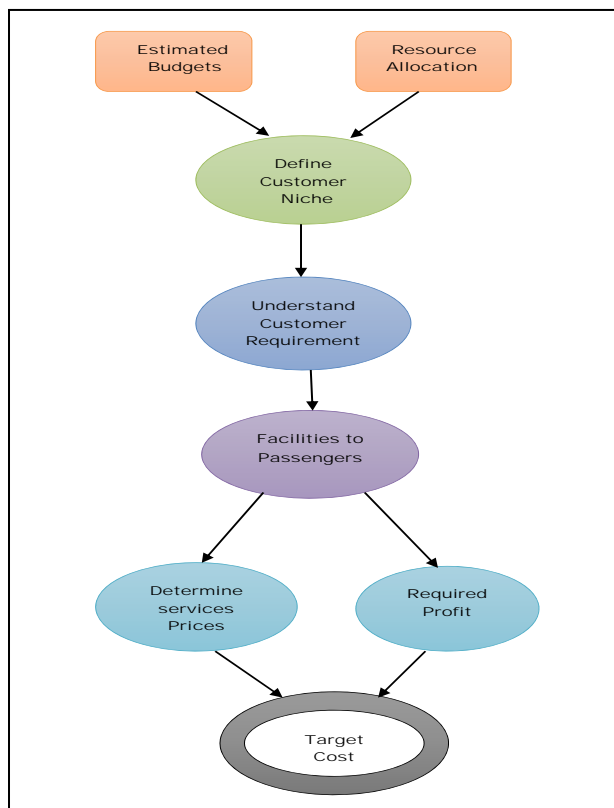 Estimated
Budgets
Resource
Allocation
Define
Customer
Niche
Understand
Customer
Requirement
Facilities to
Passengers
Determine
services
Prices
Required
Profit
Target
Cost